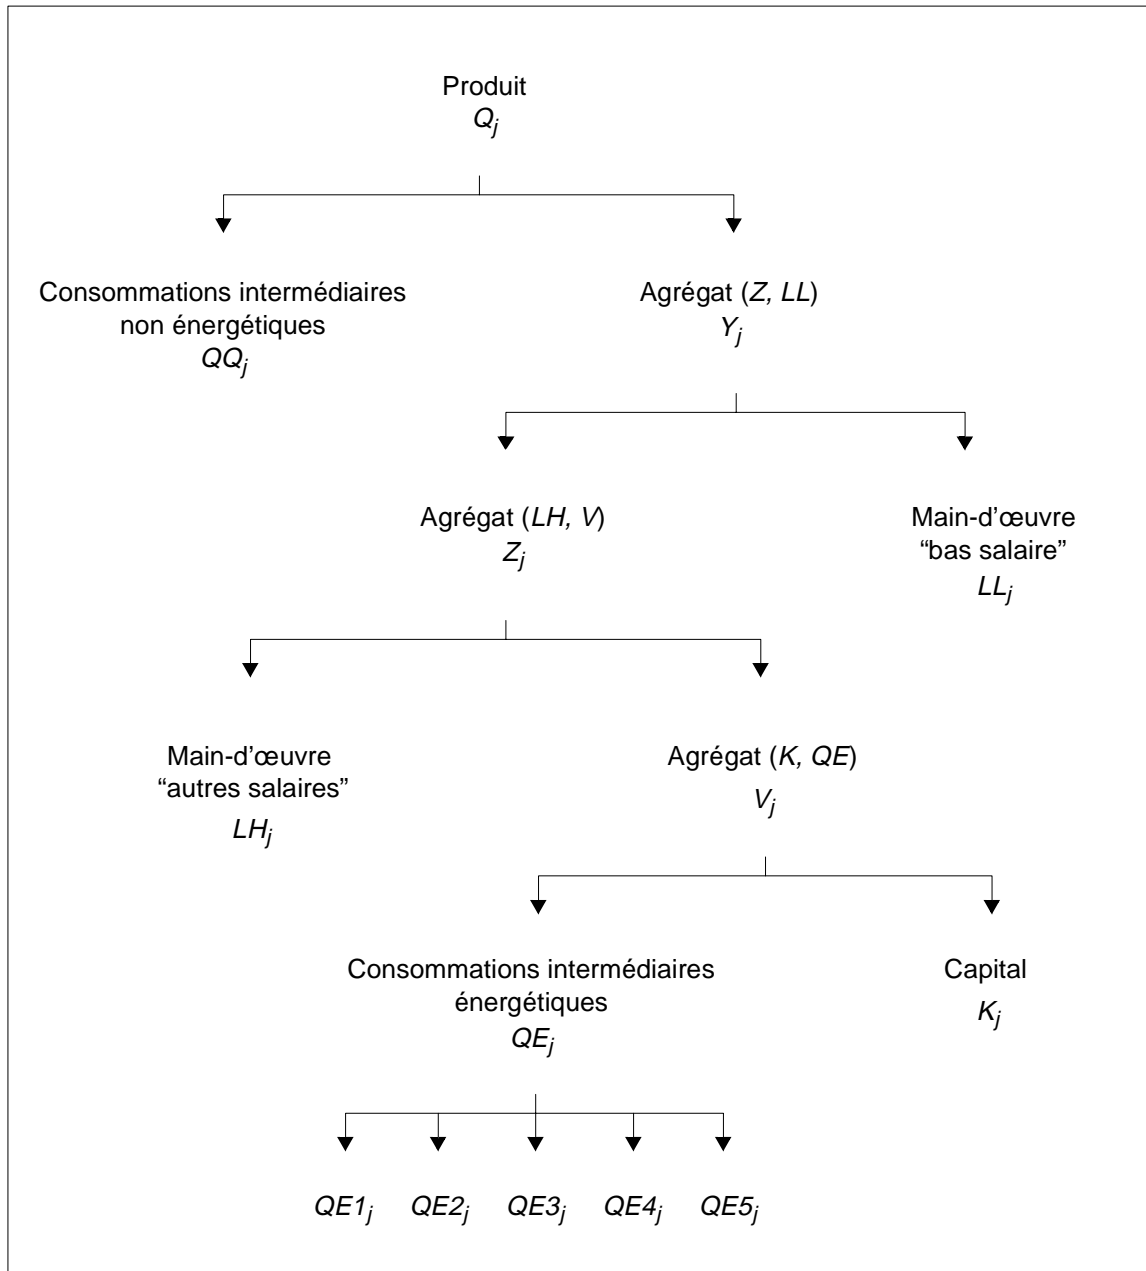 Produit
Qj
Consommations intermédiaires
non énergétiques
QQj
Agrégat (Z, LL)
Yj
Agrégat (LH, V)
Zj
Main-d’œuvre
“bas salaire”
LLj
Main-d’œuvre
“autres salaires”
LHj
Agrégat (K, QE)
Vj
Consommations intermédiaires
énergétiques
QEj
Capital
Kj
QE1j QE2j QE3j QE4j QE5j